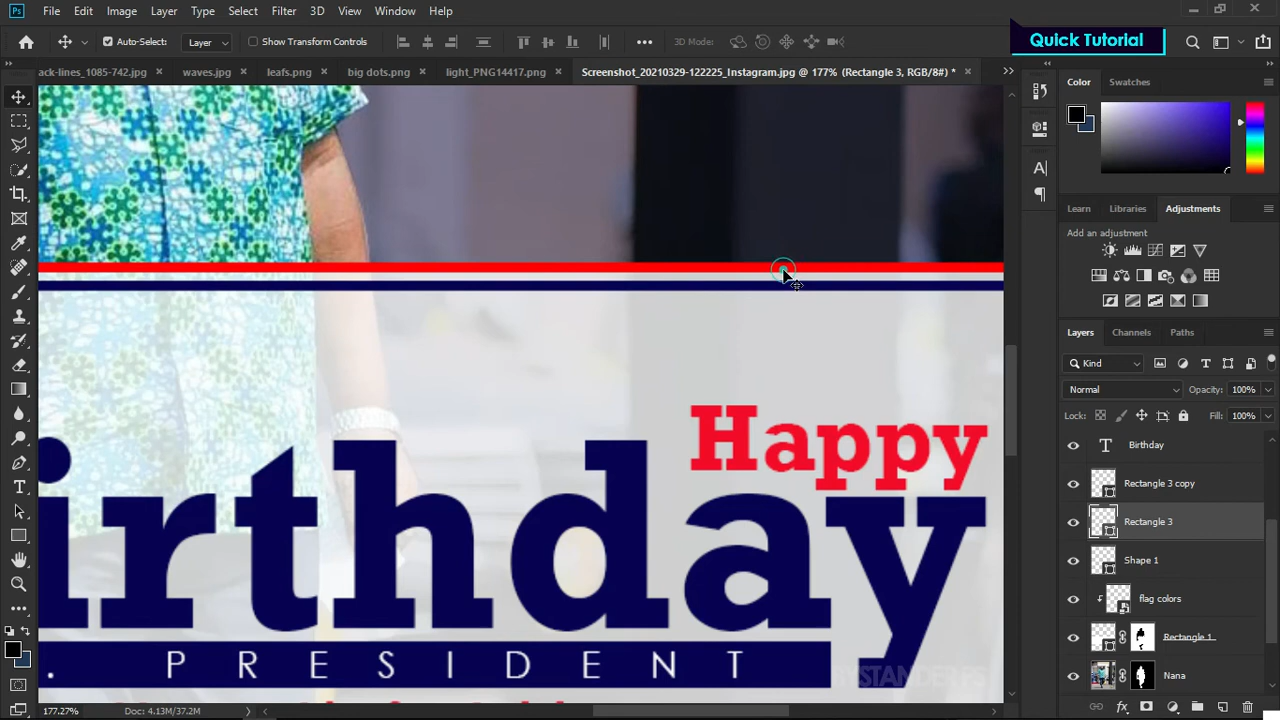 File Edit Image Layer Type Select Filter 3D View Window Help
Quick Tutorial
Auto-Select: Layer Show Transform Controls 3D Mode:
ack-lines_1085-742.jpg waves.jpg leafs.png big dots.png light_PNG14417.png Screenshot_20210329-122225_Instagram.jpg @ 177% (Rectangle 3, RGB/8#) *
Color Swatches
Learn Libraries Adjustments
Add an adjustment
Layers Channels Paths
Kind
Normal Opacity: 100%
Lock: Fill: 100%
Birthday
Rectangle 3 copy
Rectangle 3
Shape 1
flag colors
Rectangle 1
Nana
Happy
irthday
. PRESIDENT
177.27% Doc: 4.13M/37.2M